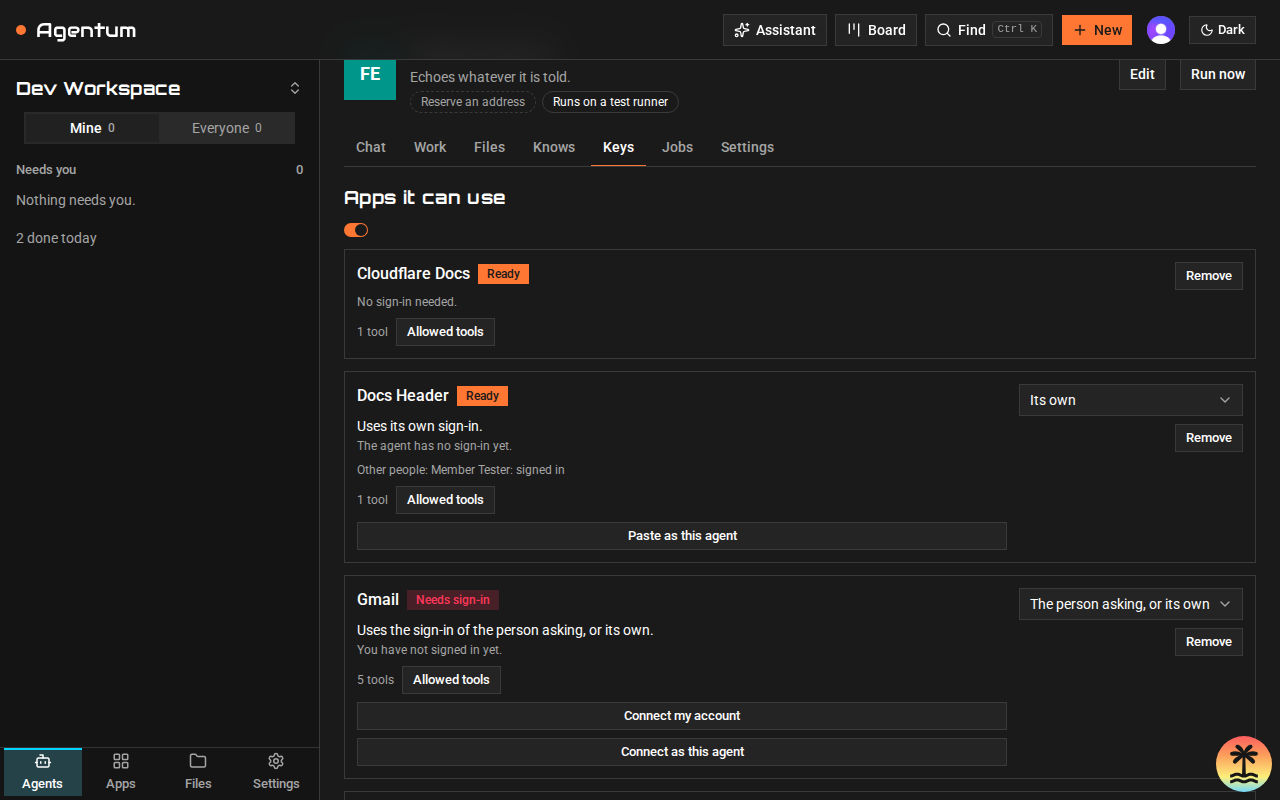 Agentum
Assistant
Board
Find Ctrl K
New
Dark
Dev Workspace
Mine 0
Everyone 0
Needs you 0
Nothing needs you.
2 done today
FE
Echoes whatever it is told.
Reserve an address
Runs on a test runner
Edit
Run now
Chat
Work
Files
Knows
Keys
Jobs
Settings
Apps it can use
Cloudflare Docs Ready
Remove
No sign-in needed.
1 tool Allowed tools
Docs Header Ready
Its own
Uses its own sign-in.
Remove
The agent has no sign-in yet.
Other people: Member Tester: signed in
1 tool Allowed tools
Paste as this agent
Gmail Needs sign-in
The person asking, or its own
Uses the sign-in of the person asking, or its own.
Remove
You have not signed in yet.
5 tools Allowed tools
Connect my account
Connect as this agent
Agents
Apps
Files
Settings